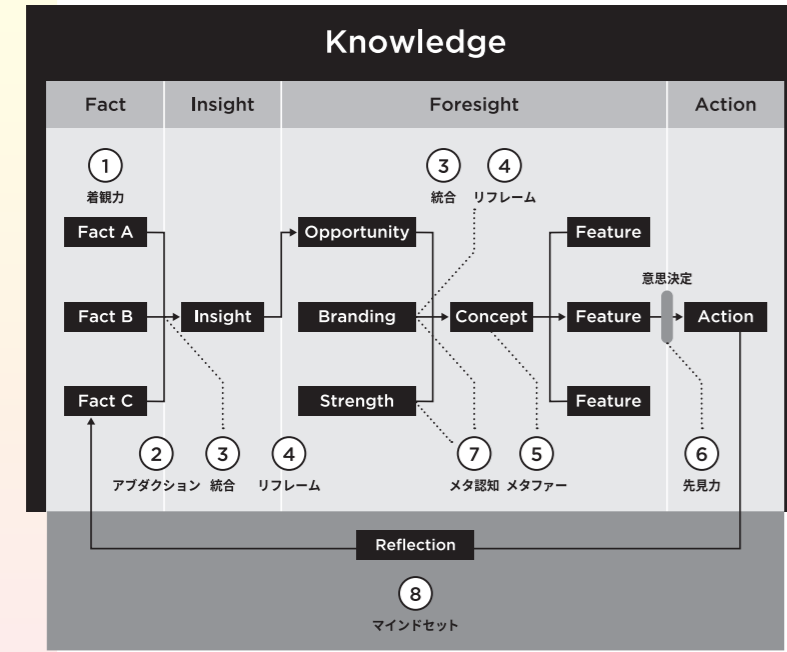 Knowledge
Fact
Insight
Foresight
Action
1
着観力
3
統合
4
リフレーム
Fact A
Opportunity
Feature
意思決定
Fact B
Insight
Branding
Concept
Feature
Action
Fact C
Strength
Feature
2
アブダクション
3
統合
4
リフレーム
7
メタ認知
5
メタファー
6
先見力
Reflection
8
マインドセット